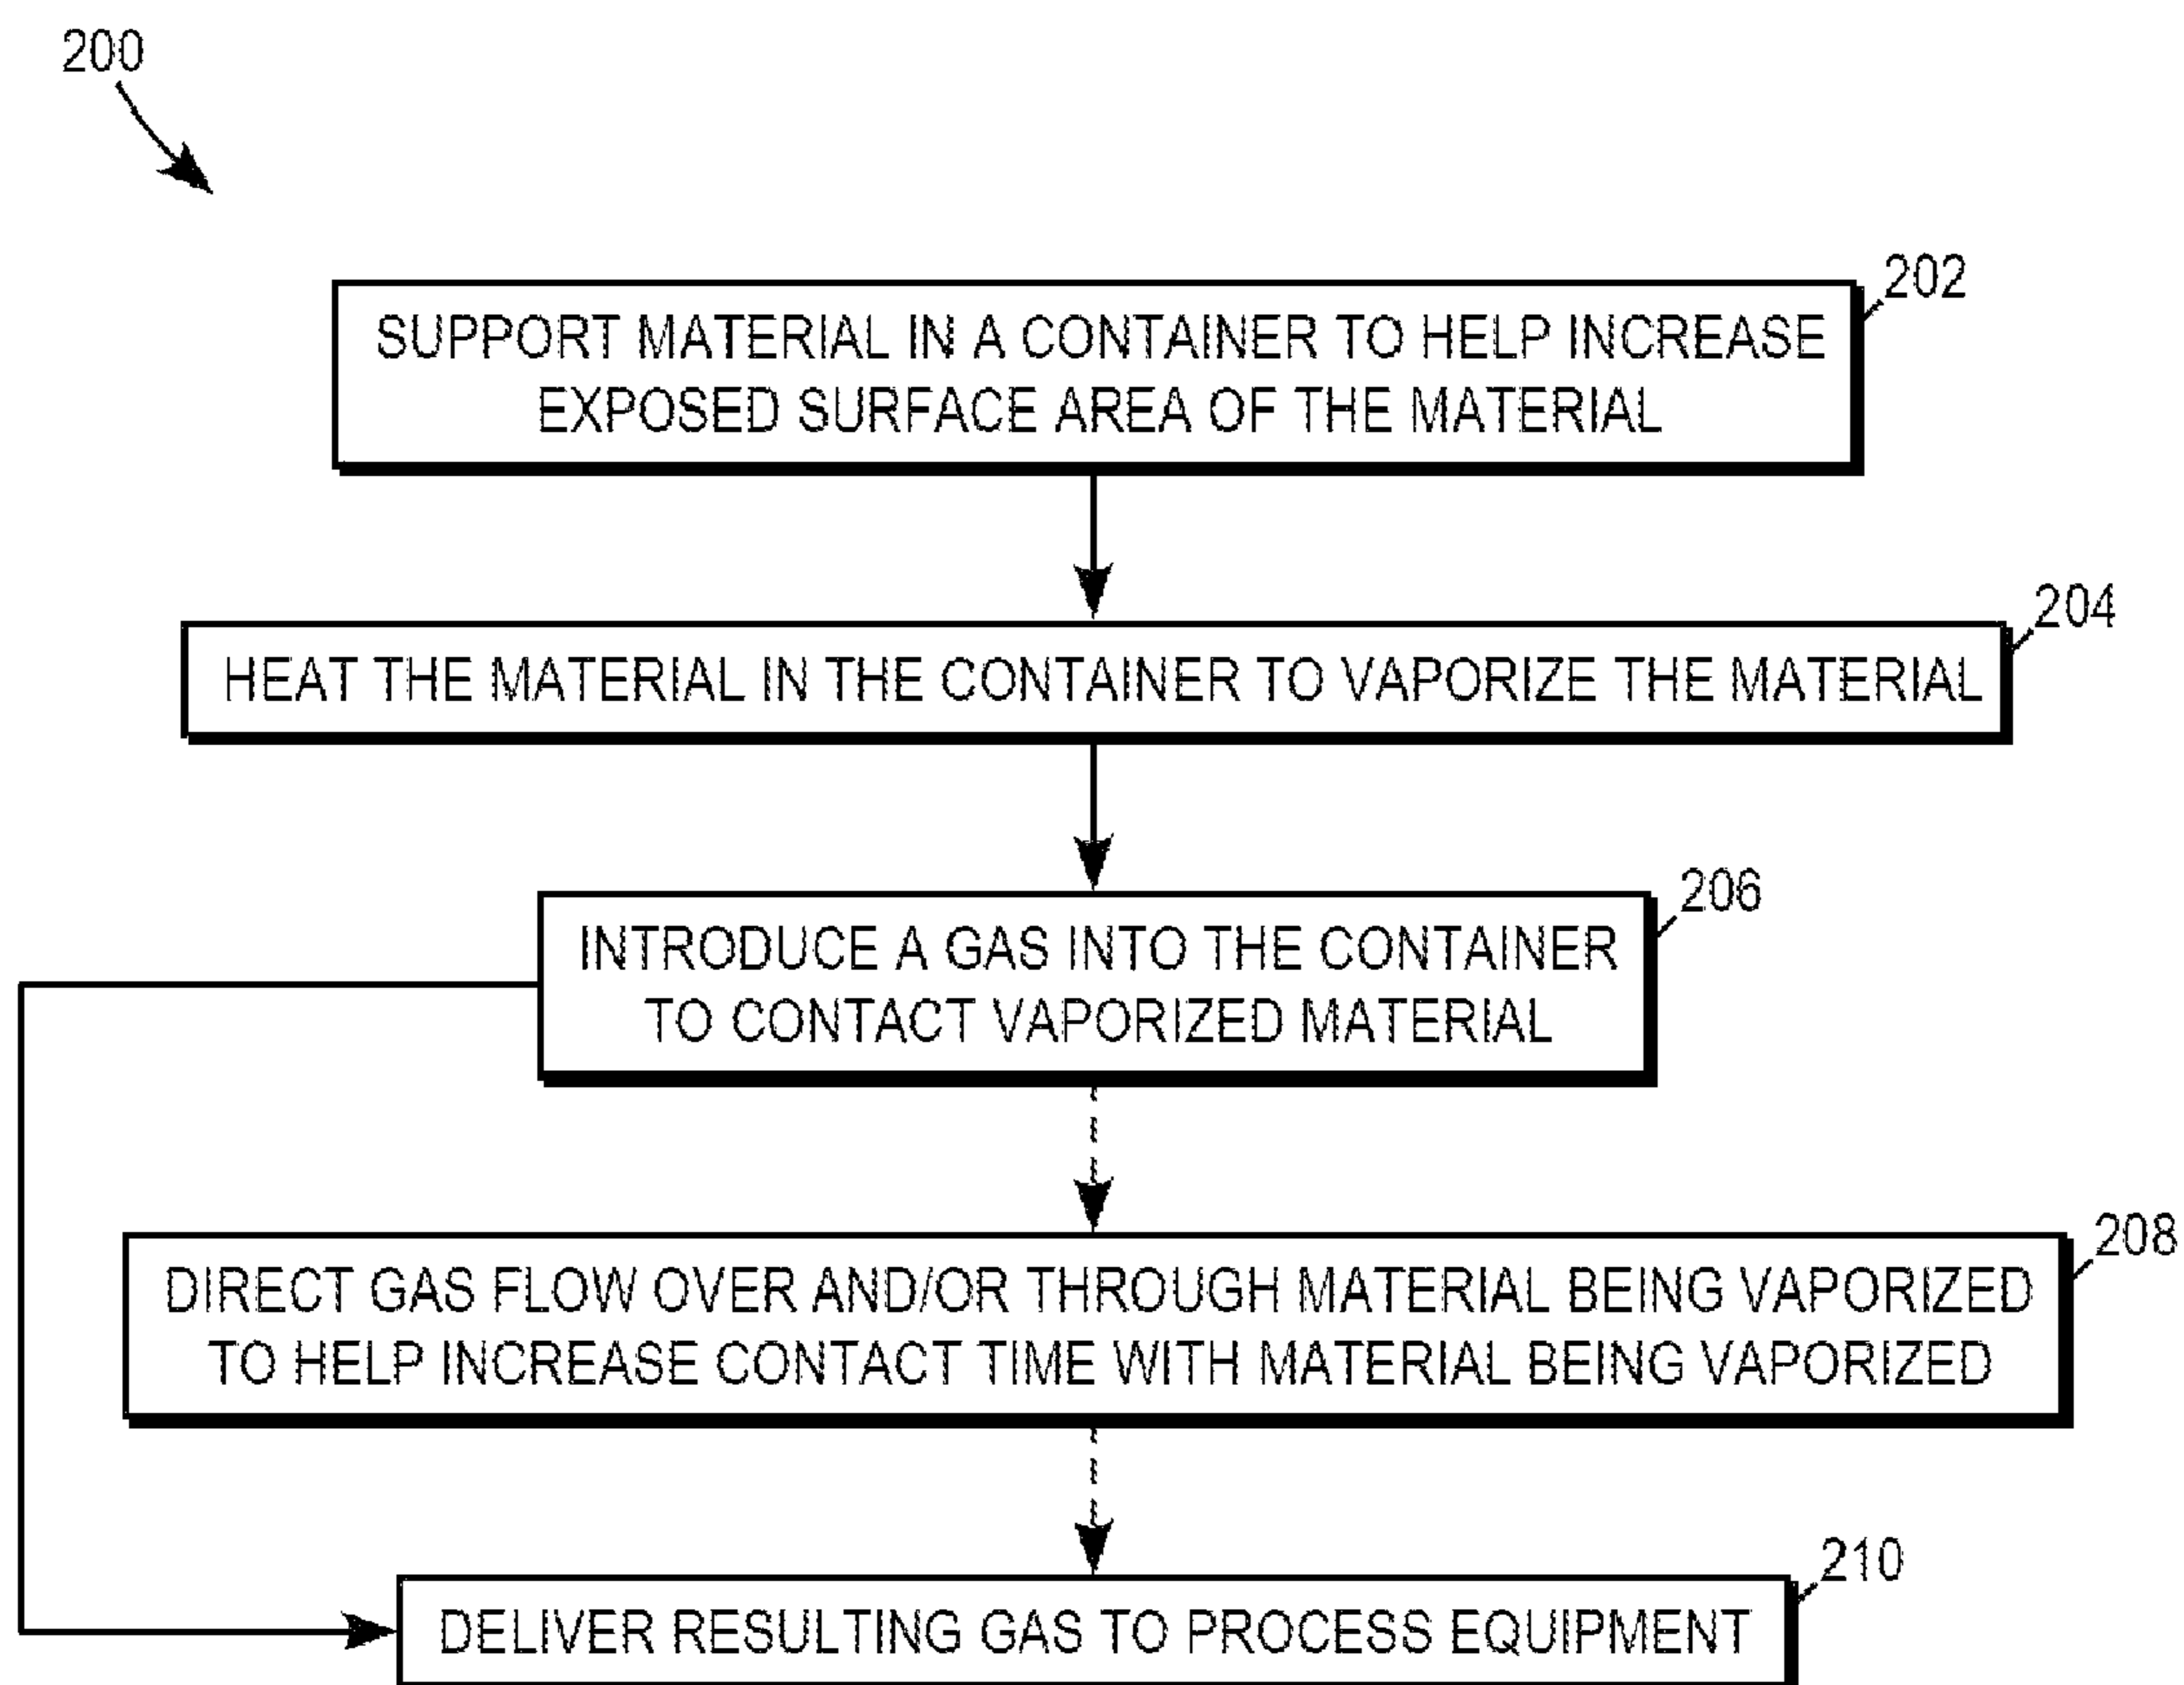 200
202
SUPPORT MATERIAL IN A CONTAINER TO HELP INCREASE
EXPOSED SURFACE AREA OF THE MATERIAL
204
HEAT THE MATERIAL IN THE CONTAINER TO VAPORIZE THE MATERIAL
206
INTRODUCE A GAS INTO THE CONTAINER
TO CONTACT VAPORIZED MATERIAL
208
DIRECT GAS FLOW OVER AND/OR THROUGH MATERIAL BEING VAPORIZED
TO HELP INCREASE CONTACT TIME WITH MATERIAL BEING VAPORIZED
210
DELIVER RESULTING GAS TO PROCESS EQUIPMENT